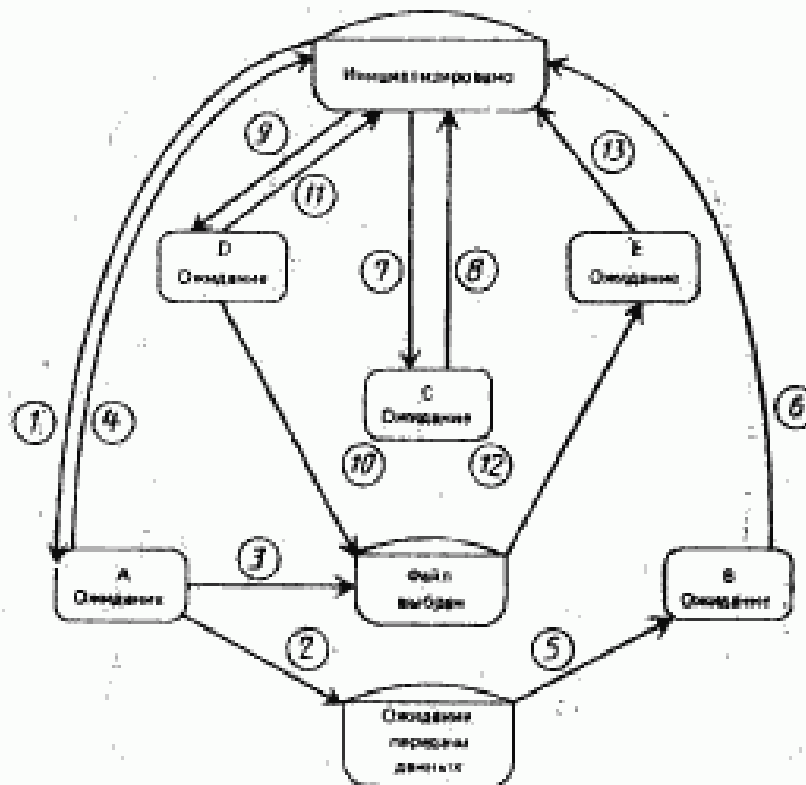 Инициализировано
9
11
13
D
Ожидание
7
8
E
Ожидание
C
Ожидание
1
4
6
10
12
A
Ожидание
3
Файл
выбран
B
Ожидание
2
5
Ожидание
передачи
данных